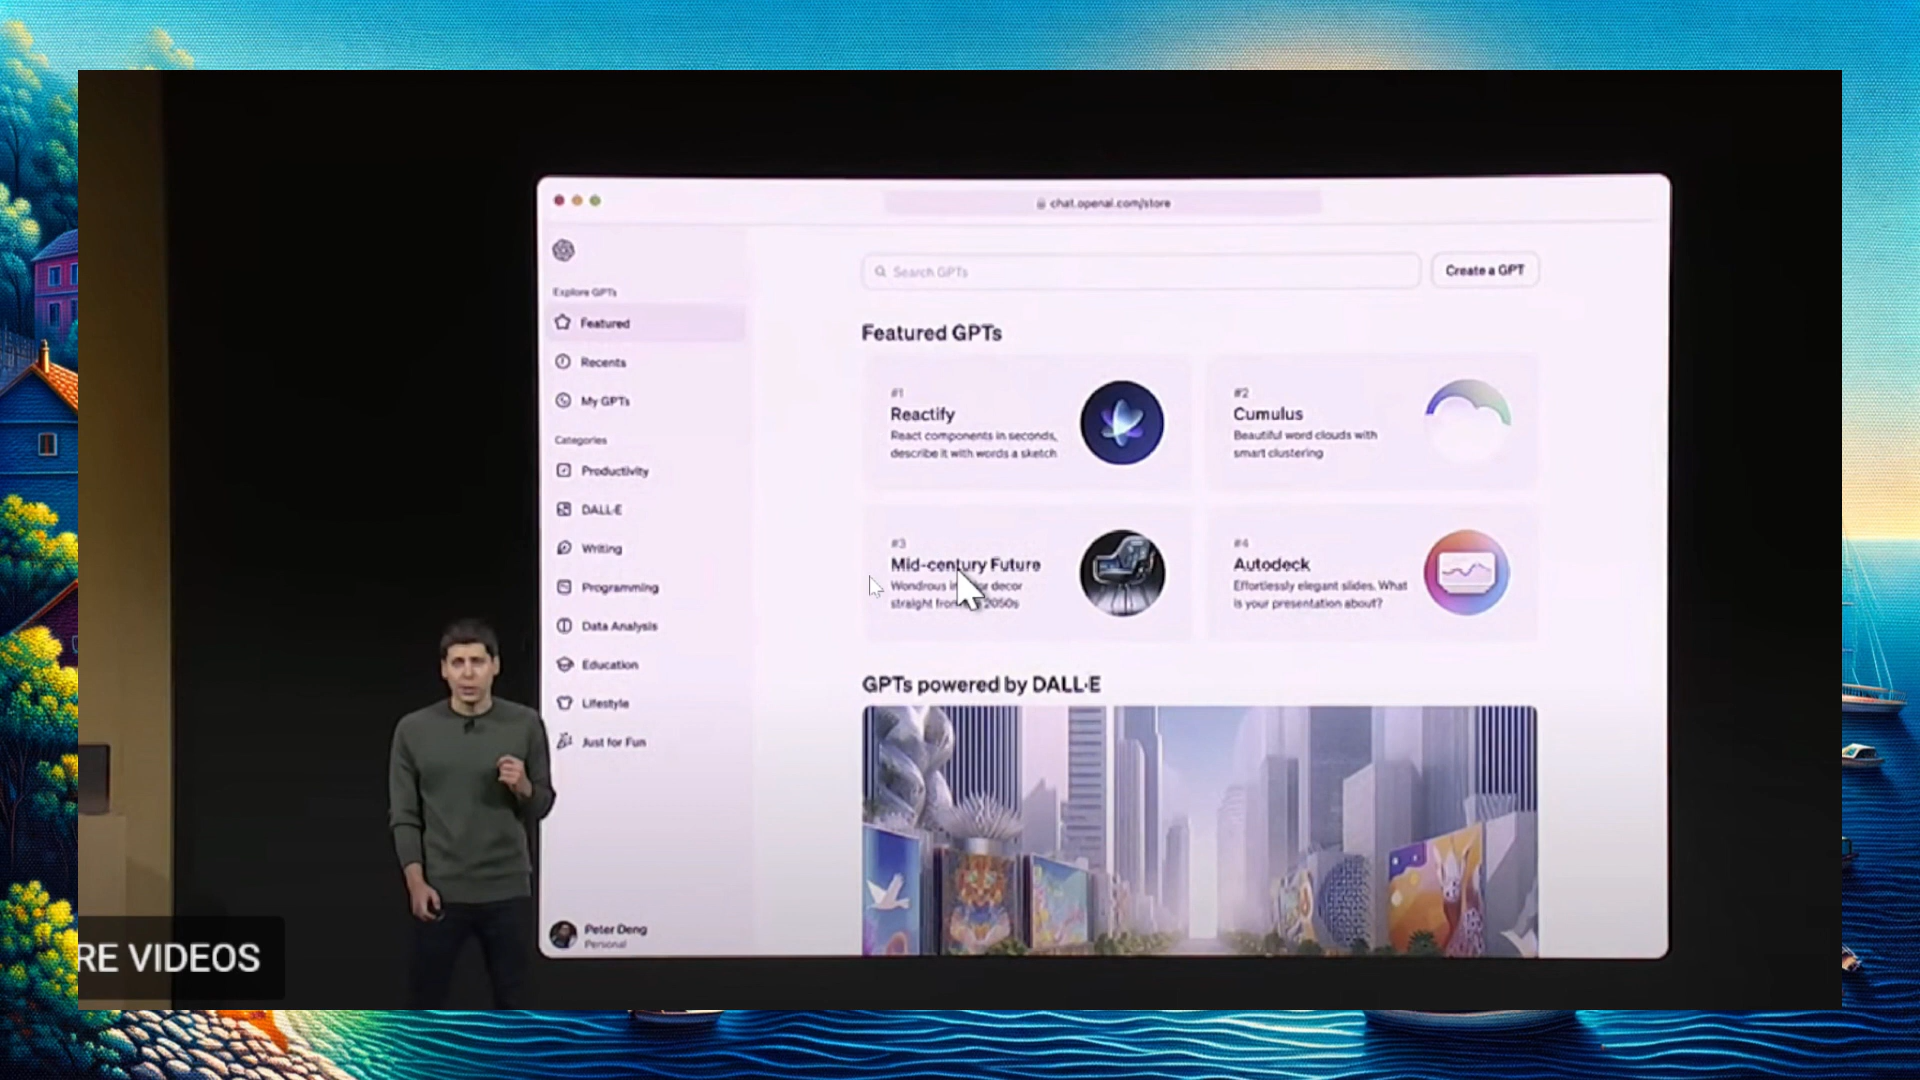 chat.openai.com/store
Explore GPTs
Featured
Recents
My GPTs
Categories
Productivity
DALL·E
Writing
Programming
Data Analysis
Education
Lifestyle
Just for Fun
Peter Deng
Personal
Search GPTs
Create a GPT
Featured GPTs
#1
Reactify
React components in seconds,
describe it with words a sketch
#2
Cumulus
Beautiful word clouds with
smart clustering
#3
Mid-century Future
Wondrous decor
straight 2050s
#4
Autodeck
Effortlessly elegant slides. What
is your presentation about?
GPTs powered by DALL·E
RE VIDEOS